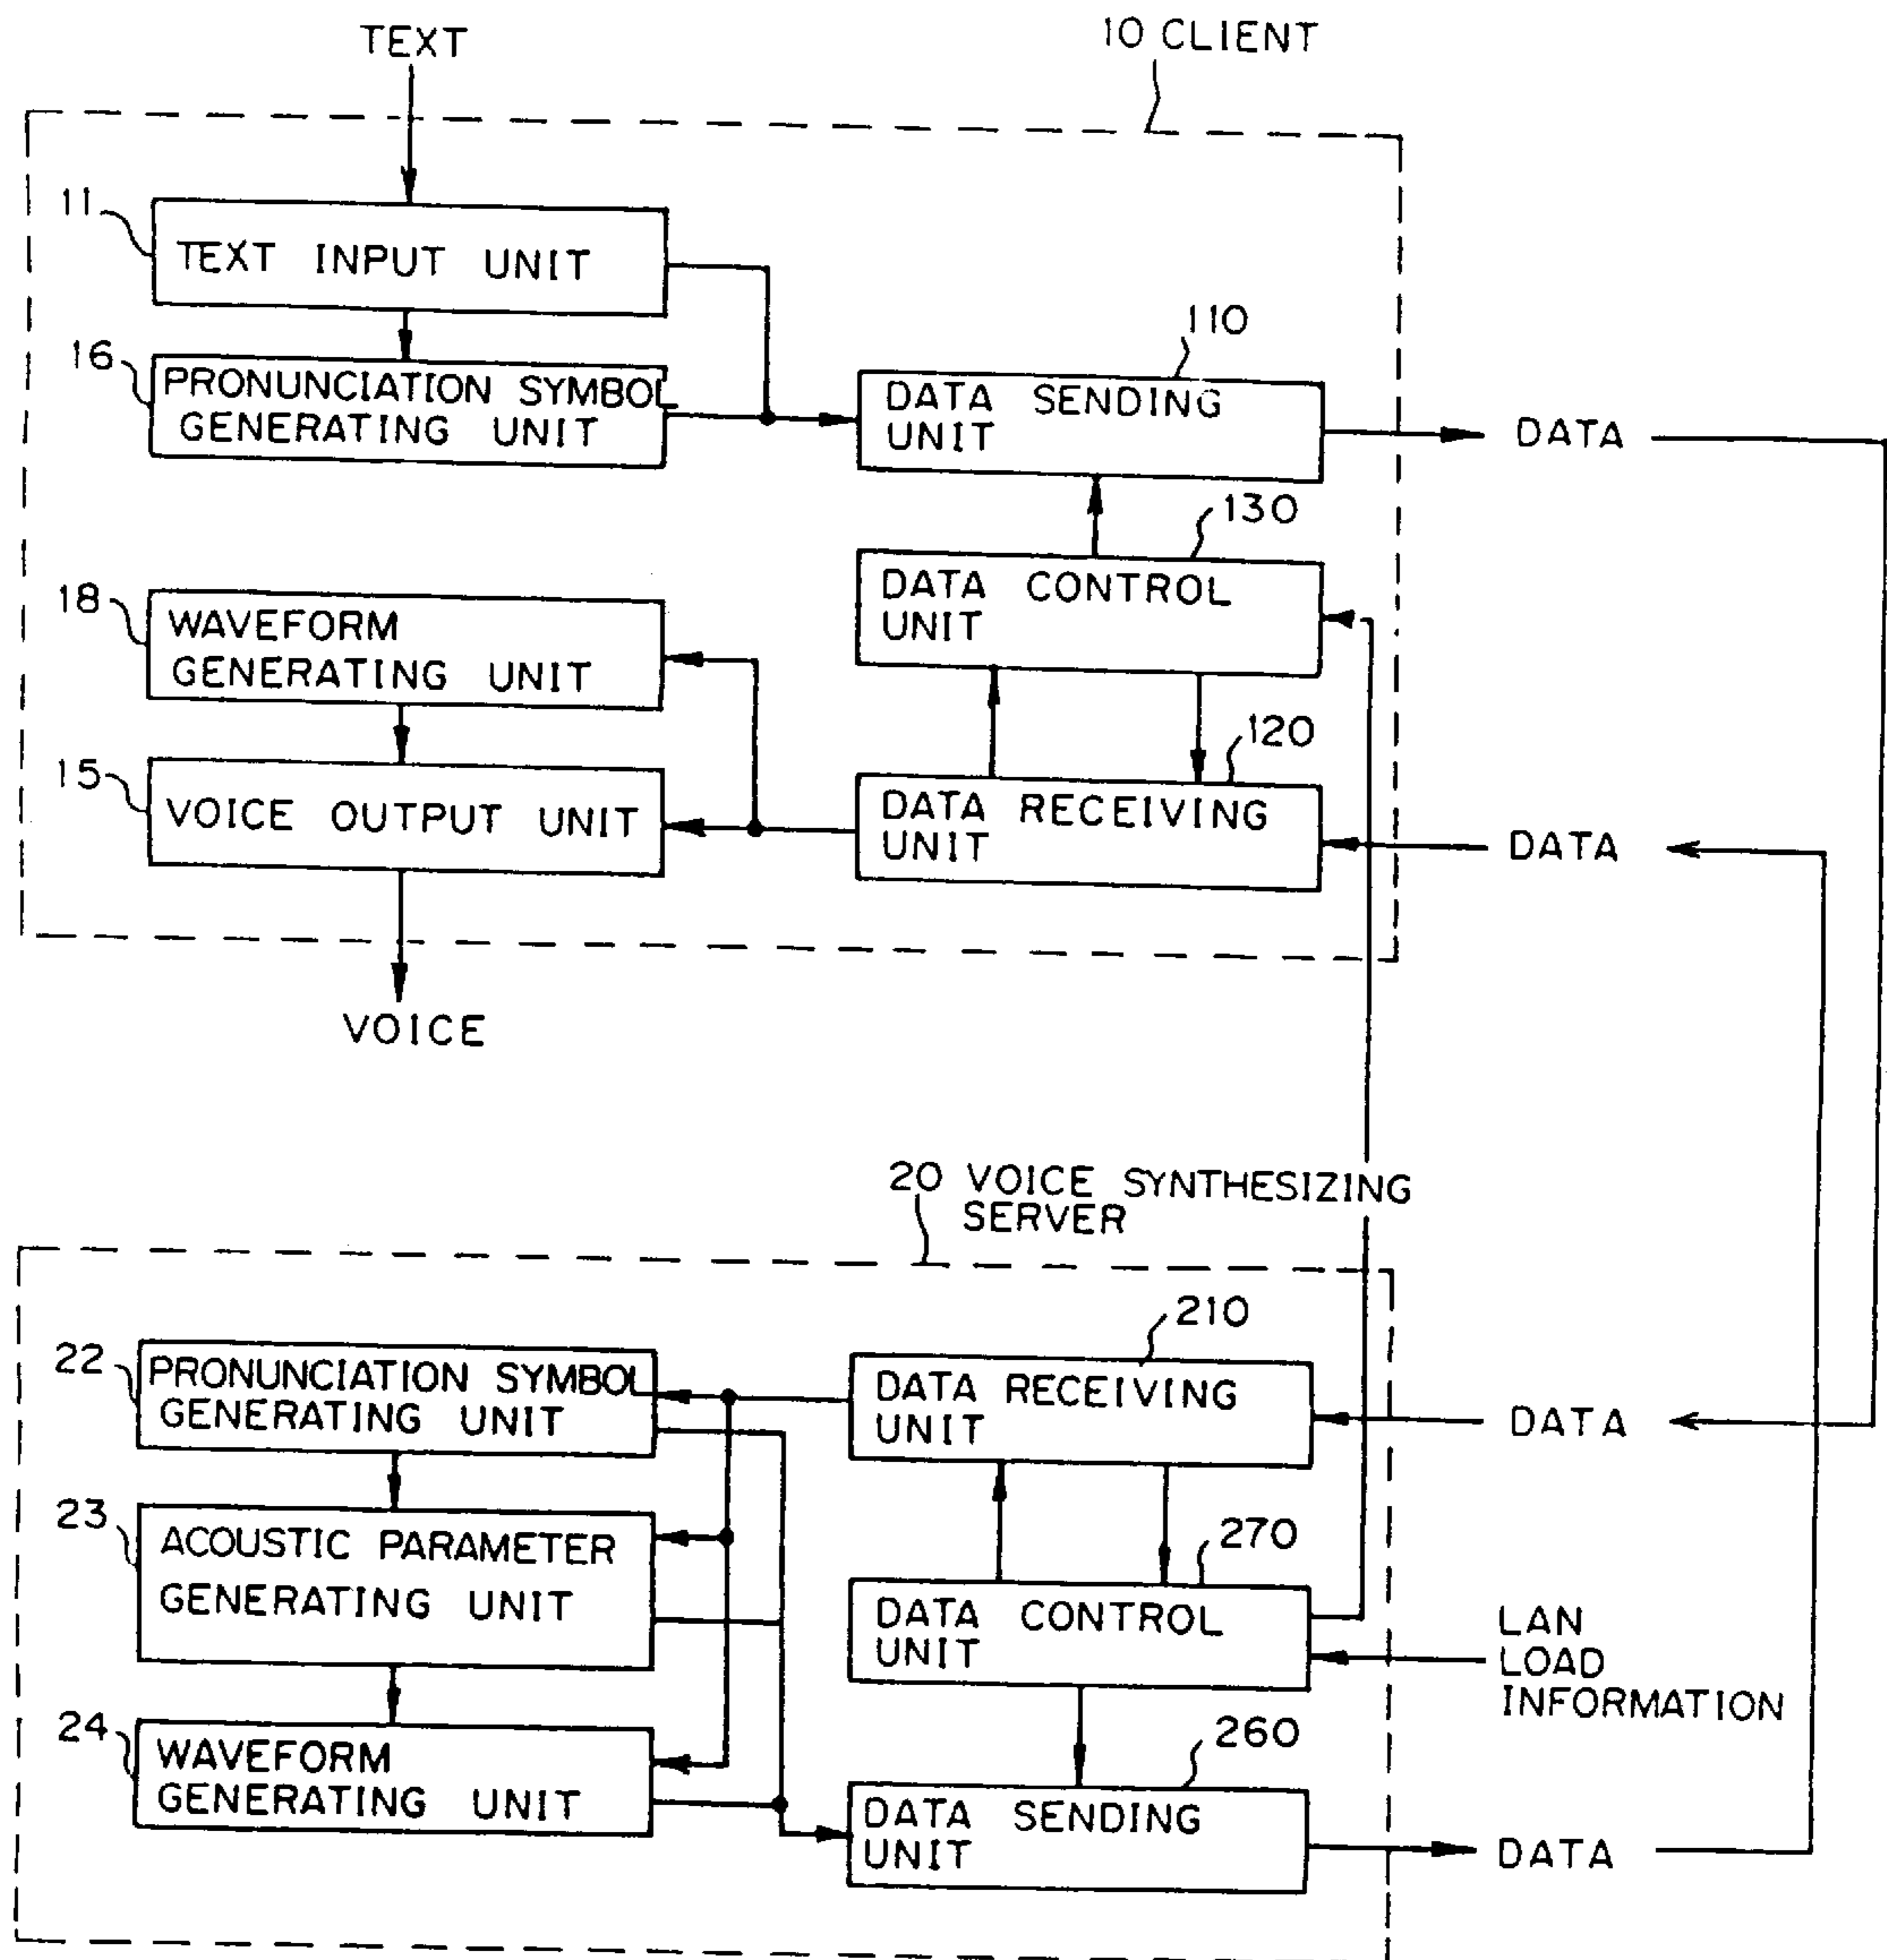 TEXT
10 CLIENT
11
TEXT INPUT UNIT
16
PRONUNCIATION SYMBOL
GENERATING UNIT
110
DATA SENDING
UNIT
DATA
130
DATA CONTROL
UNIT
18
WAVEFORM
GENERATING UNIT
120
15
VOICE OUTPUT UNIT
DATA RECEIVING
UNIT
DATA
VOICE
20 VOICE SYNTHESIZING
SERVER
210
22
PRONUNCIATION SYMBOL
GENERATING UNIT
DATA RECEIVING
UNIT
DATA
23
ACOUSTIC PARAMETER
GENERATING UNIT
270
DATA CONTROL
UNIT
LAN
LOAD
INFORMATION
24
WAVEFORM
GENERATING UNIT
260
DATA SENDING
UNIT
DATA